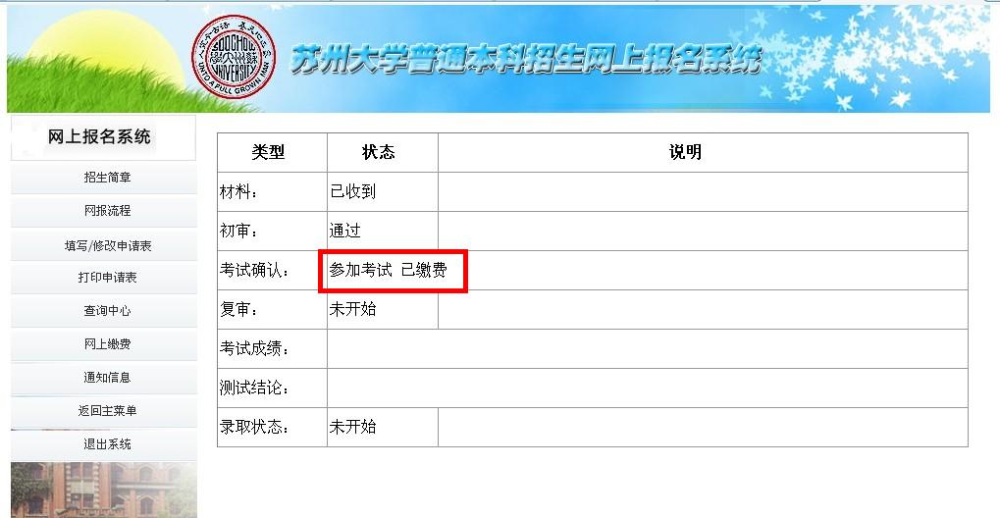 苏州大学普通本科招生网上报名系统
SOOCHOW
UNIVERSITY
UNTO A FULL GROWN MAN
网上报名系统
招生简章
网报流程
填写/修改申请表
打印申请表
查询中心
网上缴费
通知信息
返回主菜单
退出系统
类型 状态 说明
材料： 已收到
初审： 通过
考试确认： 参加考试 已缴费
复审： 未开始
考试成绩：
测试结论：
录取状态： 未开始